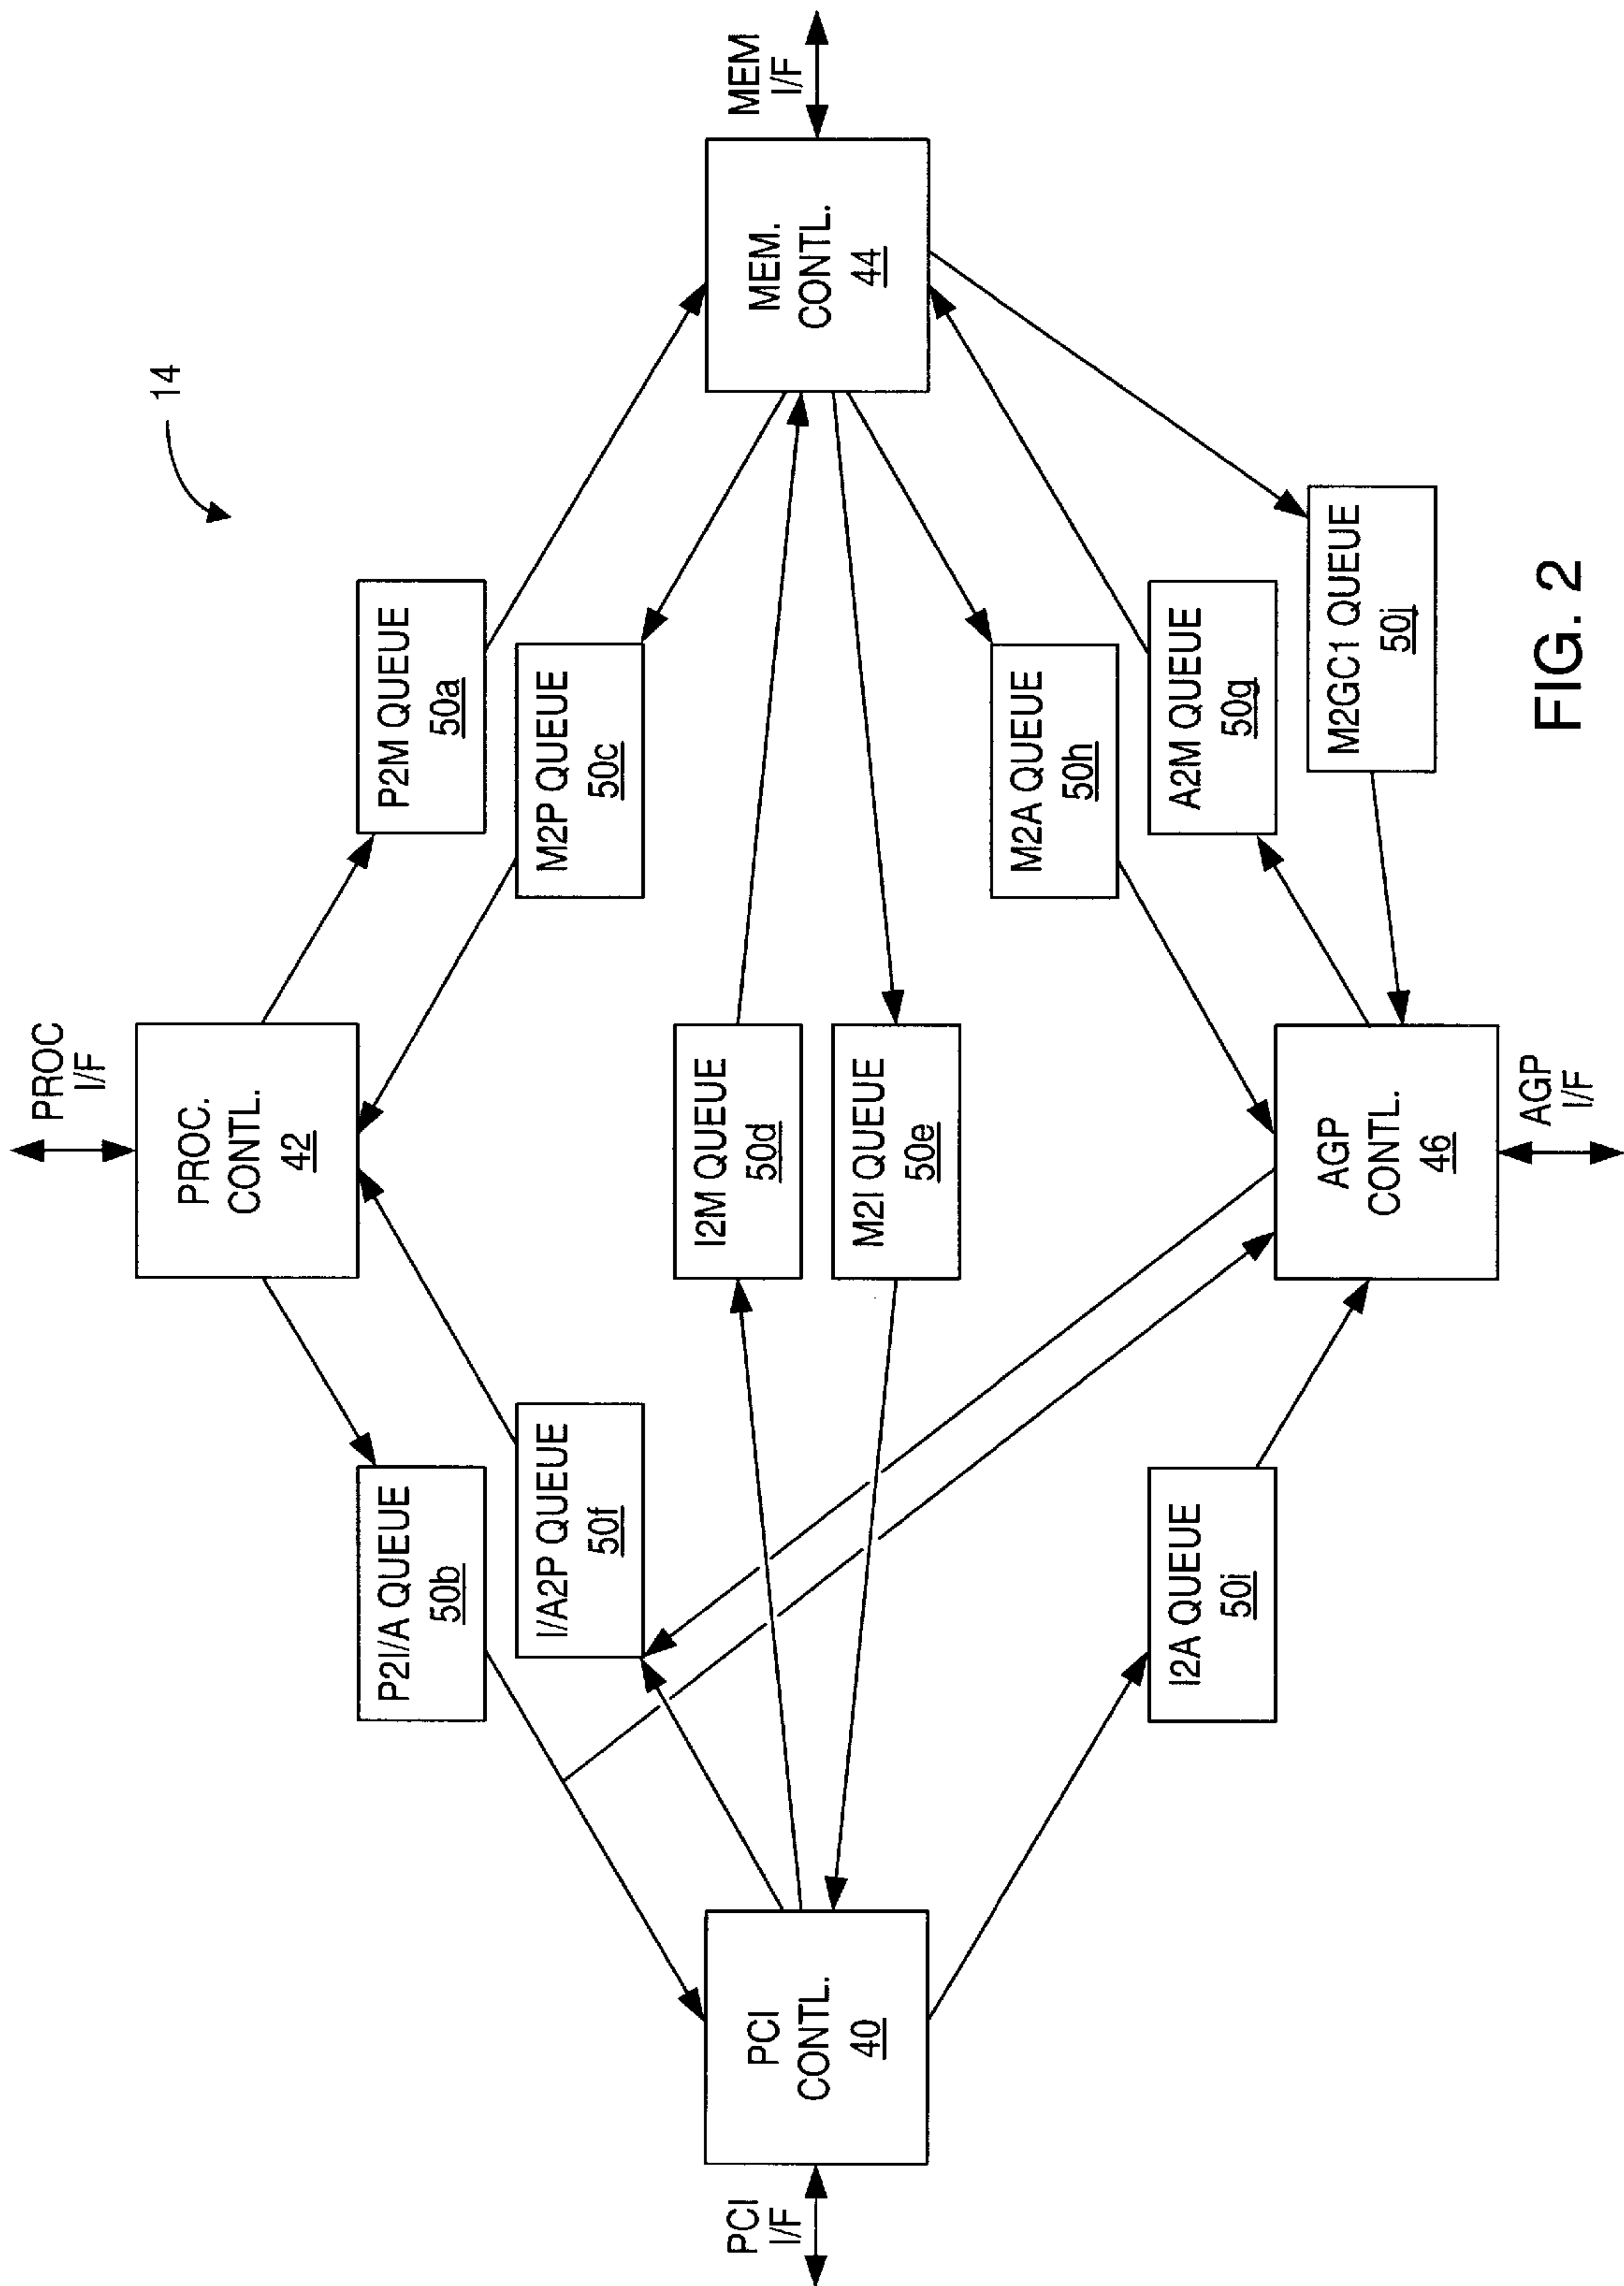 14
PROC
I/F
PROC.
CONTL.
42
P2I/A QUEUE
50b
P2M QUEUE
50a
I/A2P QUEUE
50f
M2P QUEUE
50c
PCI
I/F
PCI
CONTL.
40
I2M QUEUE
50d
M2I QUEUE
50e
MEM.
CONTL.
44
MEM
I/F
M2A QUEUE
50h
I2A QUEUE
50i
A2M QUEUE
50g
AGP
CONTL.
46
M2GC1 QUEUE
50j
AGP
I/F
FIG. 2